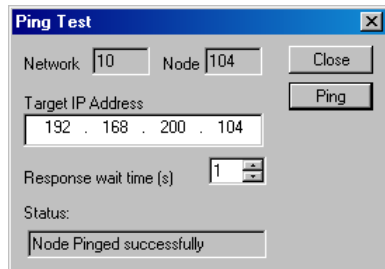 Ping Test
Network 10 Node 104 Close
Ping
Target IP Address
192 . 168 . 200 . 104
Response wait time (s) 1
Status:
Node Pinged successfully